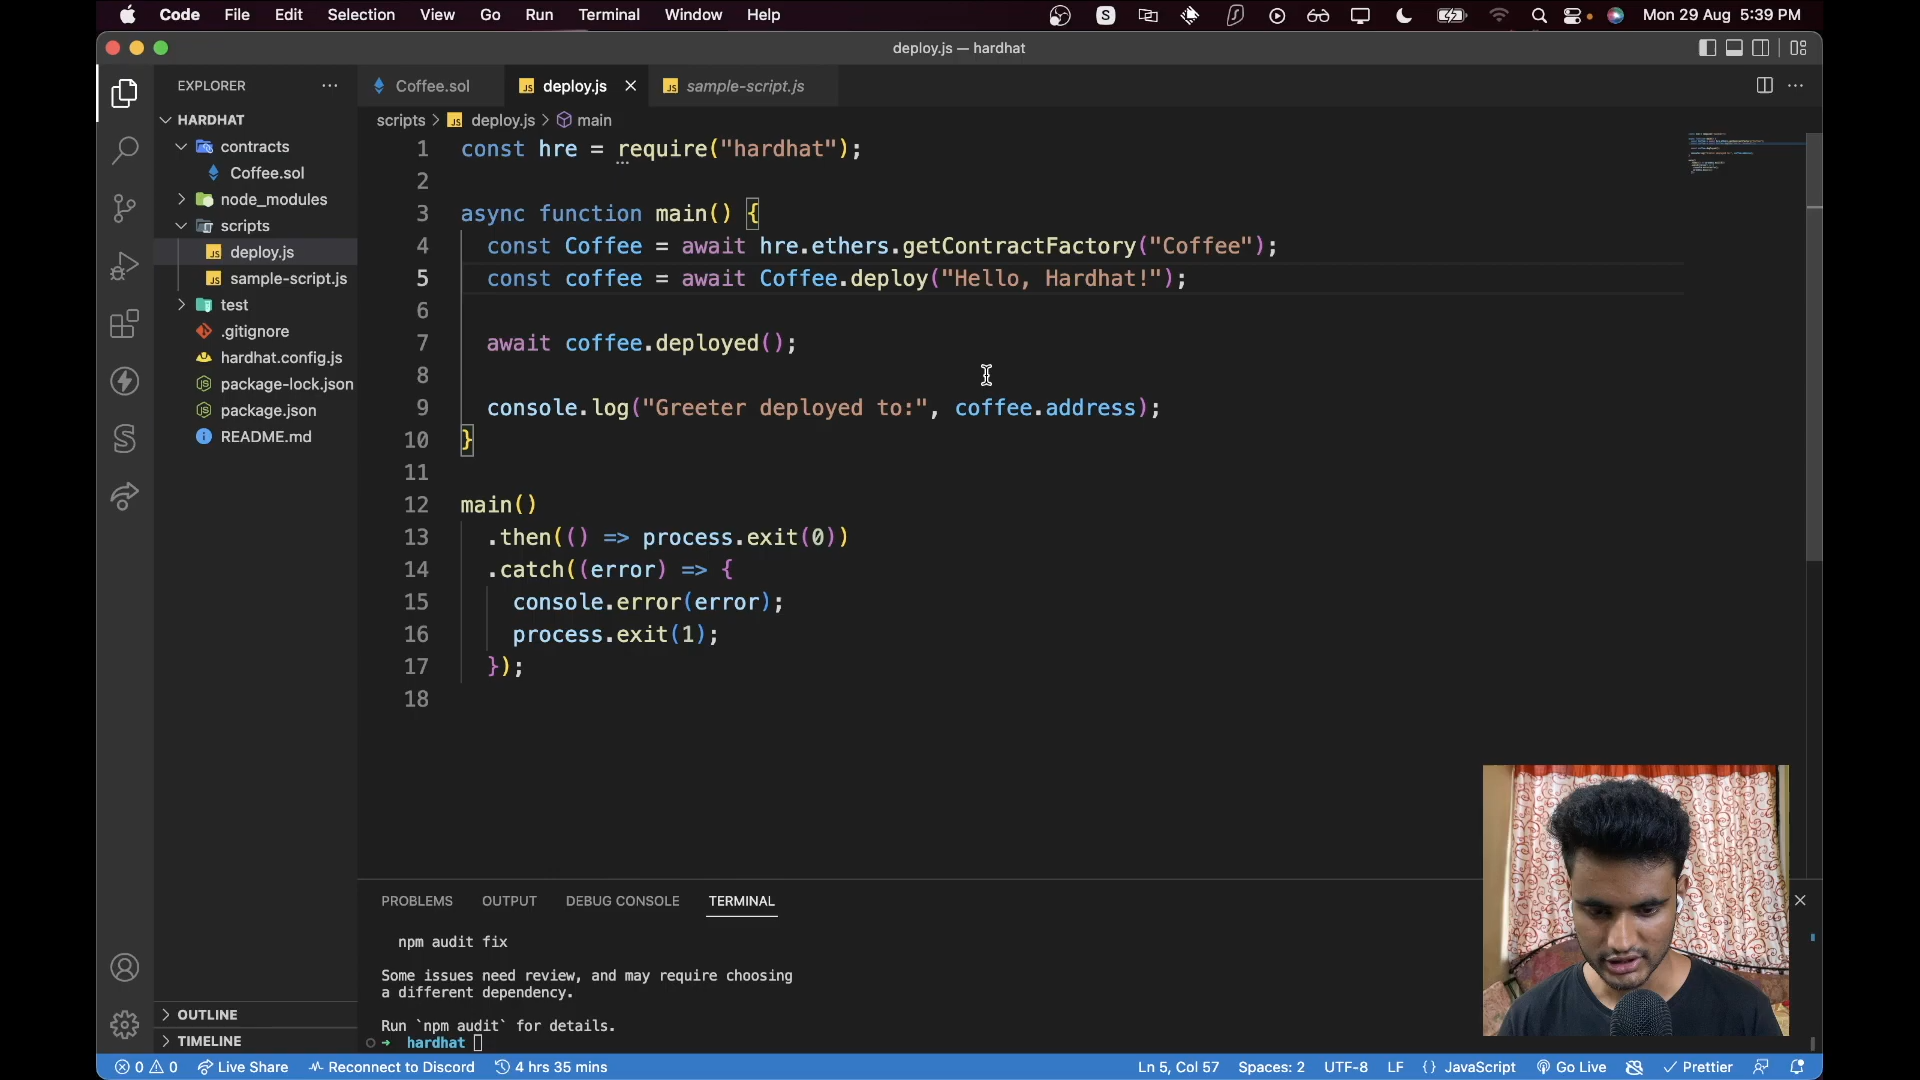 Code File Edit Selection View Go Run Terminal Window Help S Mon 29 Aug 5:39 PM
deploy.js — hardhat
EXPLORER
HARDHAT
contracts
Coffee.sol
node_modules
scripts
JS deploy.js
JS sample-script.js
test
.gitignore
hardhat.config.js
package-lock.json
package.json
README.md
OUTLINE
TIMELINE
Coffee.sol JS deploy.js JS sample-script.js
scripts > JS deploy.js > main
1 const hre = require("hardhat");
2
3 async function main() {
4 const Coffee = await hre.ethers.getContractFactory("Coffee");
5 const coffee = await Coffee.deploy("Hello, Hardhat!");
6
7 await coffee.deployed();
8
9 console.log("Greeter deployed to:", coffee.address);
10 }
11
12 main()
13 .then(() => process.exit(0))
14 .catch((error) => {
15 console.error(error);
16 process.exit(1);
17 });
18
PROBLEMS OUTPUT DEBUG CONSOLE TERMINAL
npm audit fix
Some issues need review, and may require choosing
a different dependency.
Run `npm audit` for details.
hardhat
0 0 Live Share Reconnect to Discord 4 hrs 35 mins Ln 5, Col 57 Spaces: 2 UTF-8 LF {} JavaScript Go Live Prettier